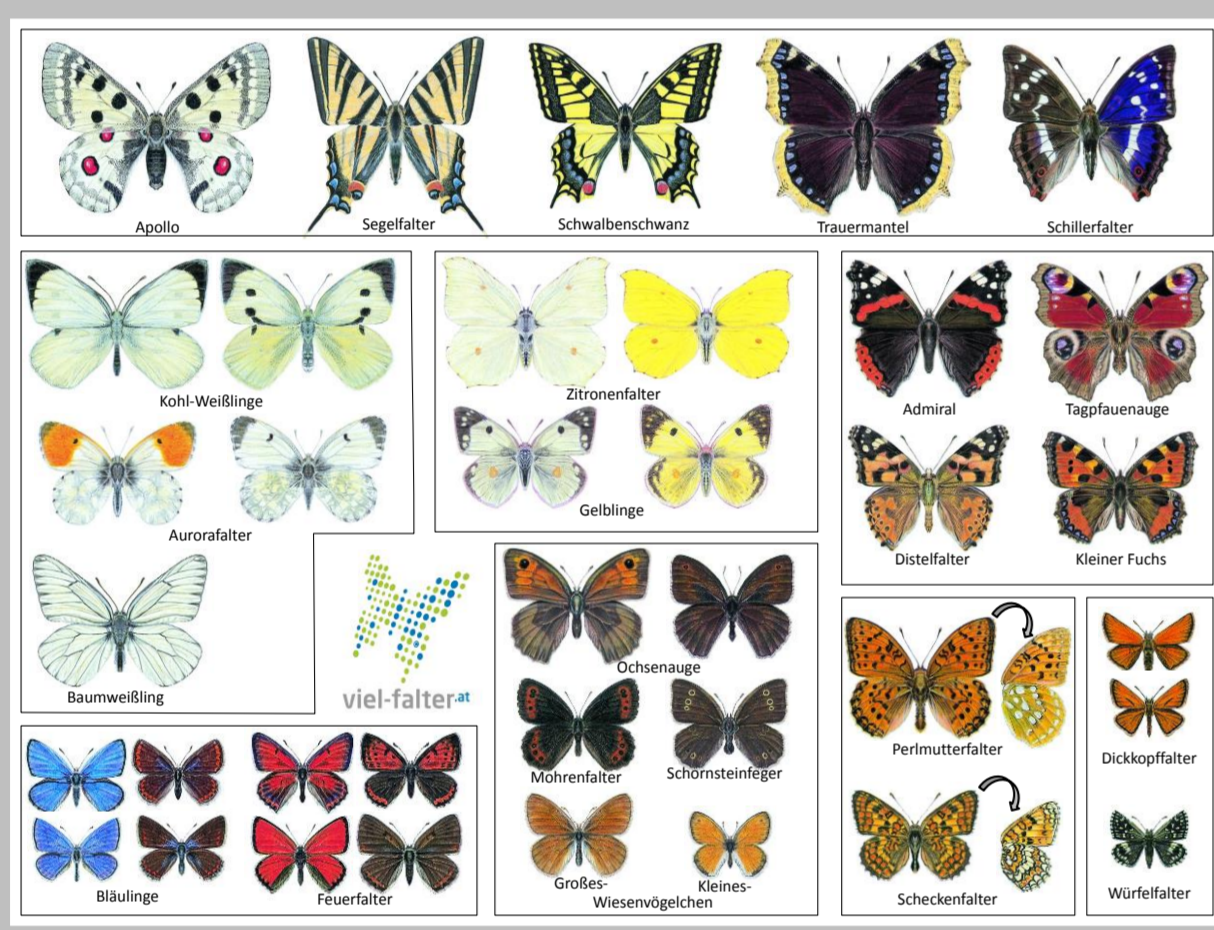 Apollo
Segelfalter
Schwalbenschwanz
Trauermantel
Schillerfalter
Kohl-Weißlinge
Aurorafalter
Baumweißling
Zitronenfalter
Gelblinge
Admiral
Tagpfauenauge
Distelfalter
Kleiner Fuchs
viel-falter.at
Ochsenauge
Mohrenfalter
Schornsteinfeger
Großes-
Kleines-
Wiesenvögelchen
Perlmutterfalter
Scheckenfalter
Dickkopffalter
Würfelfalter
Bläulinge
Feuerfalter